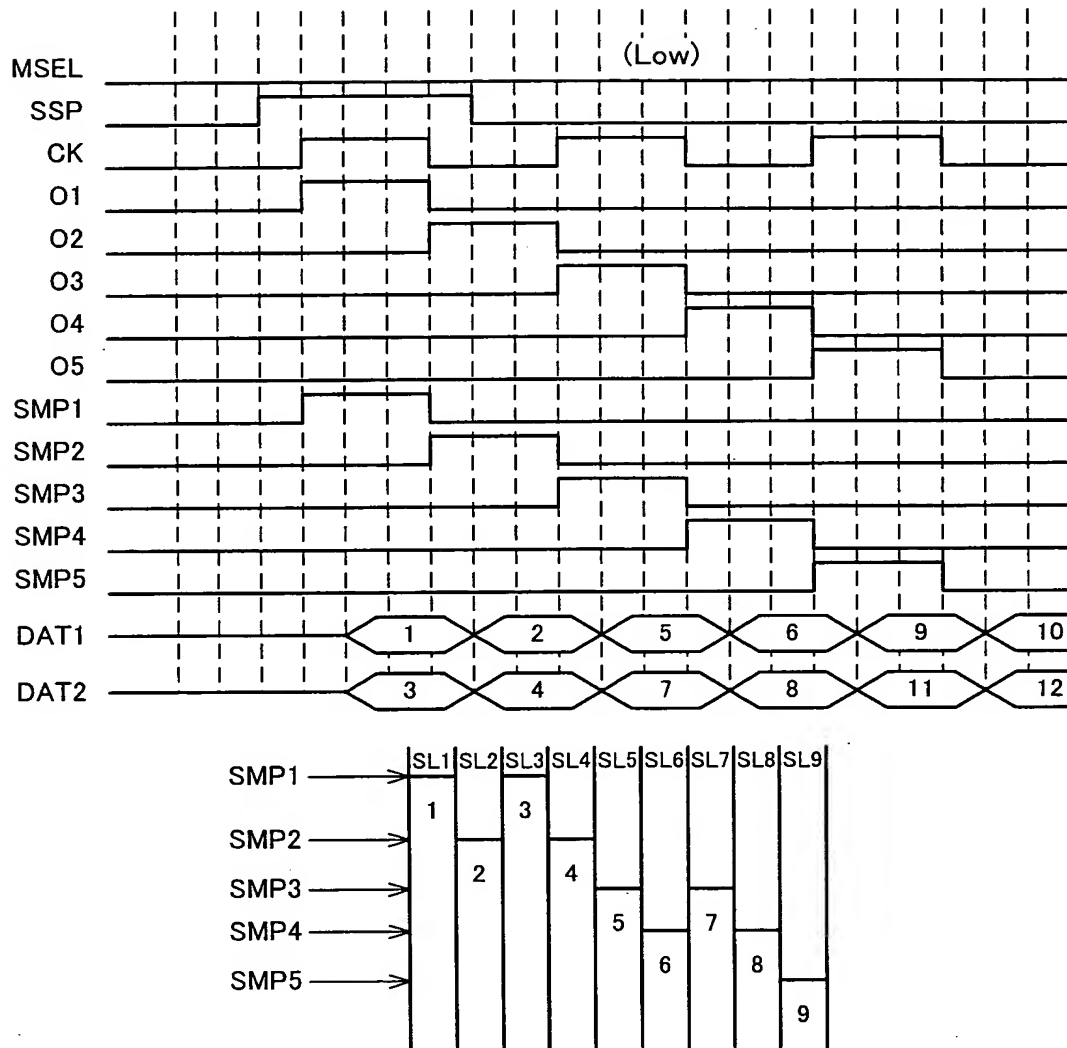 (Low)
MSEL
SSP
CK
O1
O2
O3
O4
O5
SMP1
SMP2
SMP3
SMP4
SMP5
DAT1 1 2 5 6 9 10
DAT2 3 4 7 8 11 12
SL1 SL2 SL3 SL4 SL5 SL6 SL7 SL8 SL9
SMP1
1 3
SMP2
2 4
SMP3
5 7
SMP4
6 8
SMP5
9